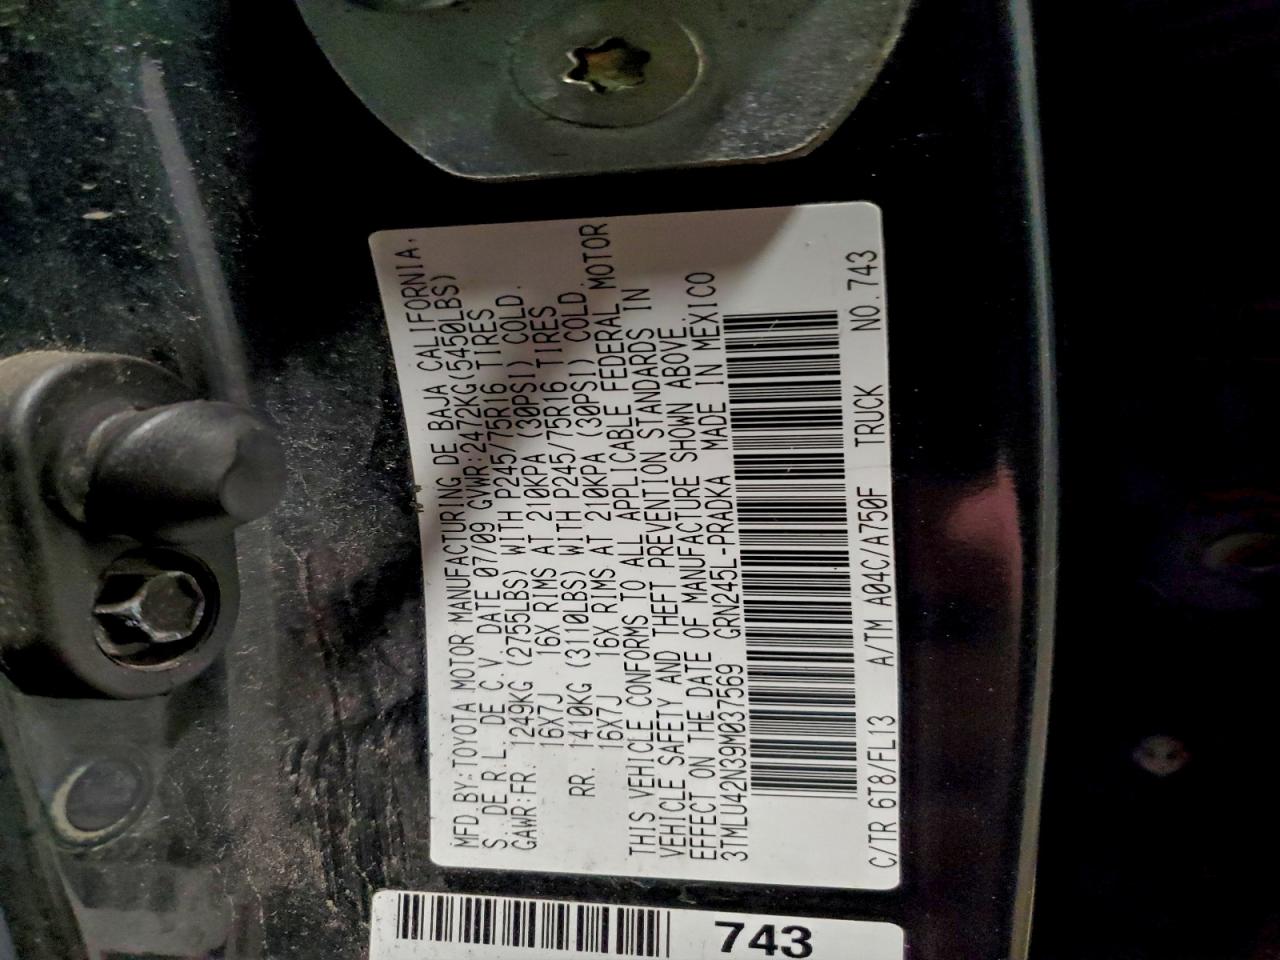 MFD.BY:TOYOTA MOTOR MANUFACTURING DE BAJA CALIFORNIA,
S. DE R.L. DE C.V. DATE 07/09 GVWR:2472KG(5450LBS)
GAWR:FR. 1249KG (2755LBS) WITH P245/75R16 TIRES
16X7J 16X RIMS AT 210KPA (30PSI) COLD.
RR. 1410KG (3110LBS) WITH P245/75R16 TIRES
16X7J 16X RIMS AT 210KPA (30PSI) COLD.
THIS VEHICLE CONFORMS TO ALL APPLICABLE FEDERAL MOTOR
VEHICLE SAFETY AND THEFT PREVENTION STANDARDS IN
EFFECT ON THE DATE OF MANUFACTURE SHOWN ABOVE.
3TMLU42N39M037569 GRN245L-PRADKA MADE IN MEXICO
C/TR 6T8/FL13 A/TM A04C/A750F TRUCK NO.743
743